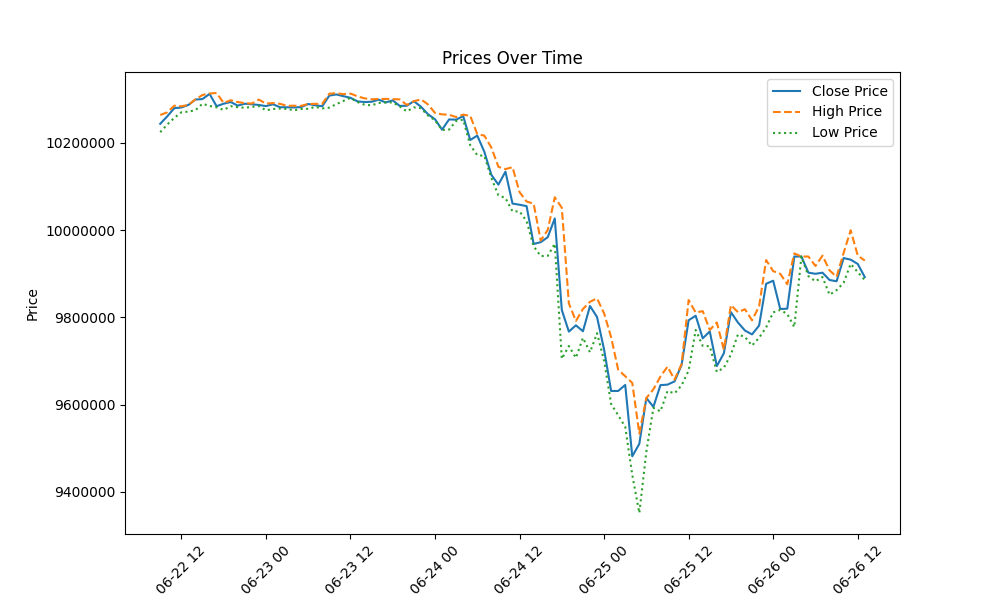 Prices Over Time
Close Price
High Price
Low Price
Price
10200000
10000000
9800000
9600000
9400000
06-22 12
06-23 00
06-23 12
06-24 00
06-24 12
06-25 00
06-25 12
06-26 00
06-26 12